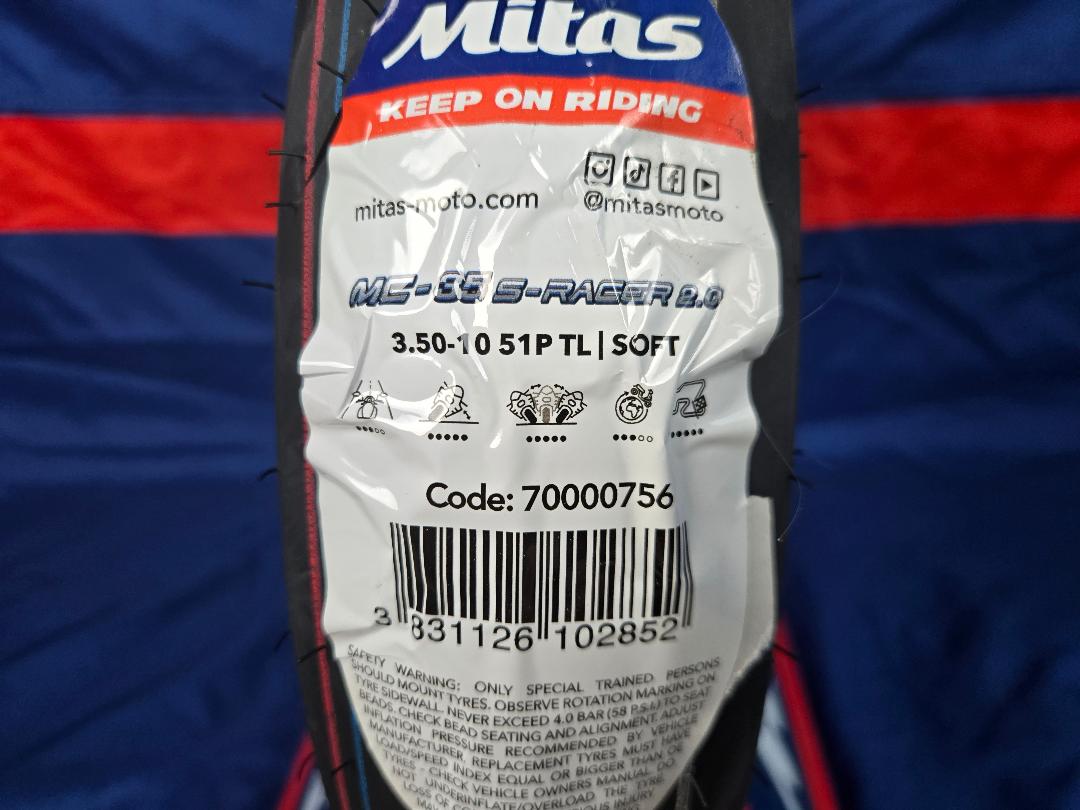 Mitas
KEEP ON RIDING
mitas-moto.com
@mitasmoto
MC-35 S-RACER 2.0
3.50-10 51P TL | SOFT
Code: 70000756
3 831126 102852
SAFETY WARNING: ONLY SPECIAL TRAINED PERSONS
SHOULD MOUNT TYRES. OBSERVE ROTATION MARKING ON
TYRE SIDEWALL. NEVER EXCEED 4.0 BAR (58 P.S.I.) TO SEAT
BEADS. CHECK BEAD SEATING AND ALIGNMENT. ADJUST
INFLATION PRESSURE RECOMMENDED BY VEHICLE
MANUFACTURER. REPLACEMENT TYRES MUST HAVE
LOAD/SPEED INDEX EQUAL OR BIGGER THAN OE
TYRES - CHECK VEHICLE OWNERS MANUAL. DO
NOT UNDERINFLATE/OVERLOAD THE TYRE.
LOSS OF INJURY